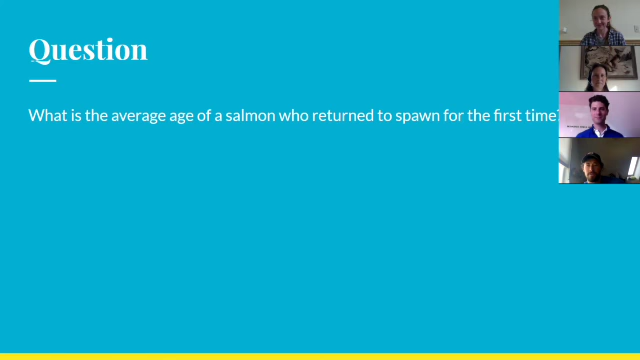 Question
What is the average age of a salmon who returned to spawn for the first time?